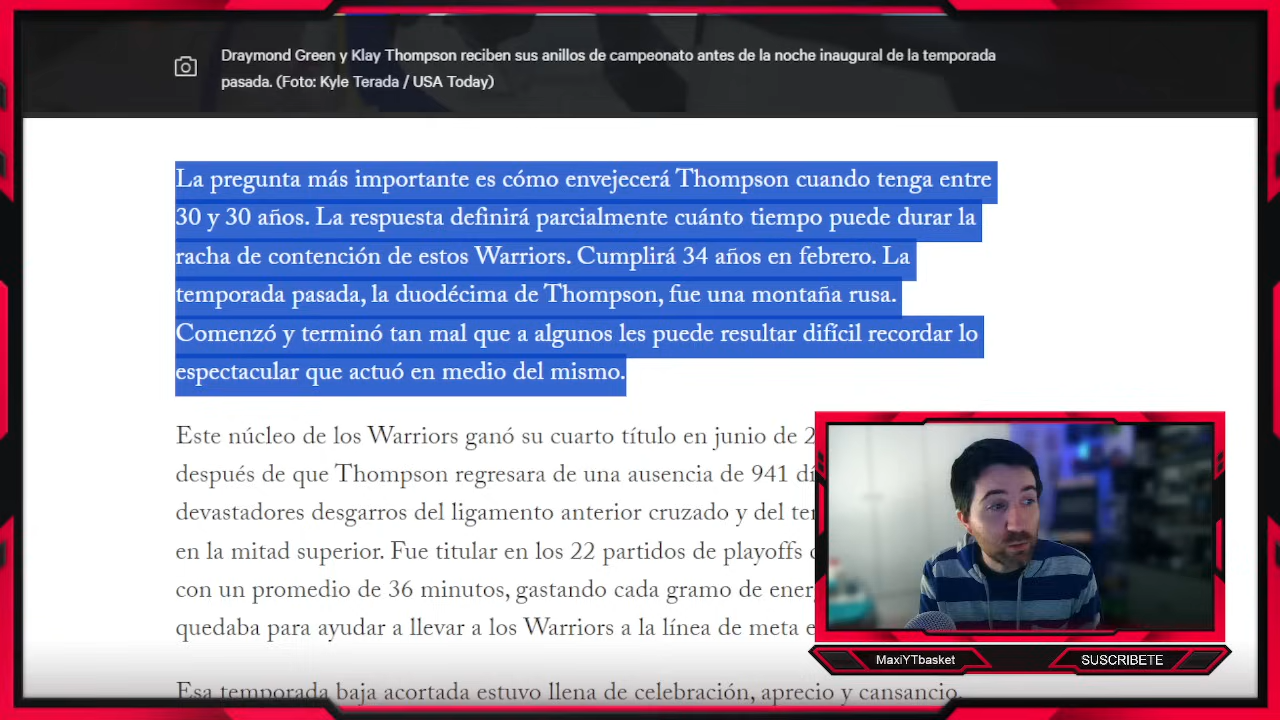 Draymond Green y Klay Thompson reciben sus anillos de campeonato antes de la noche inaugural de la temporada
pasada. (Foto: Kyle Terada / USA Today)
La pregunta más importante es cómo envejecerá Thompson cuando tenga entre
30 y 30 años. La respuesta definirá parcialmente cuánto tiempo puede durar la
racha de contención de estos Warriors. Cumplirá 34 años en febrero. La
temporada pasada, la duodécima de Thompson, fue una montaña rusa.
Comenzó y terminó tan mal que a algunos les puede resultar difícil recordar lo
espectacular que actuó en medio del mismo.
Este núcleo de los Warriors ganó su cuarto título en junio de
después de que Thompson regresara de una ausencia de 941
devastadores desgarros del ligamento anterior cruzado y del
en la mitad superior. Fue titular en los 22 partidos de playoffs
con un promedio de 36 minutos, gastando cada gramo de
quedaba para ayudar a llevar a los Warriors a la línea de meta
Esa temporada baja acortada estuvo llena de celebración, aprecio y cansancio.
MaxiYTbasket
SUSCRIBETE